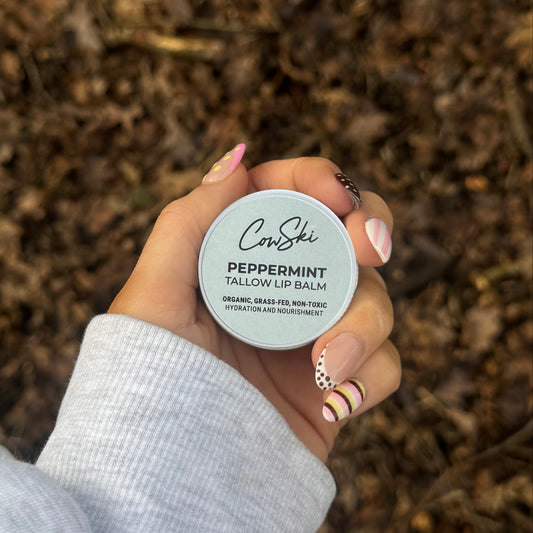 CowSki
PEPPERMINT
TALLOW LIP BALM
ORGANIC, GRASS-FED, NON-TOXIC
HYDRATION AND NOURISHMENT